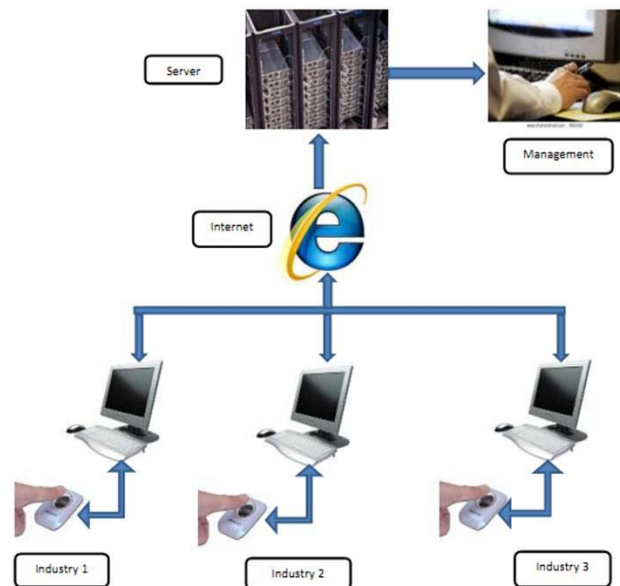 Server
Management
Internet
Industry 1
Industry 2
Industry 3